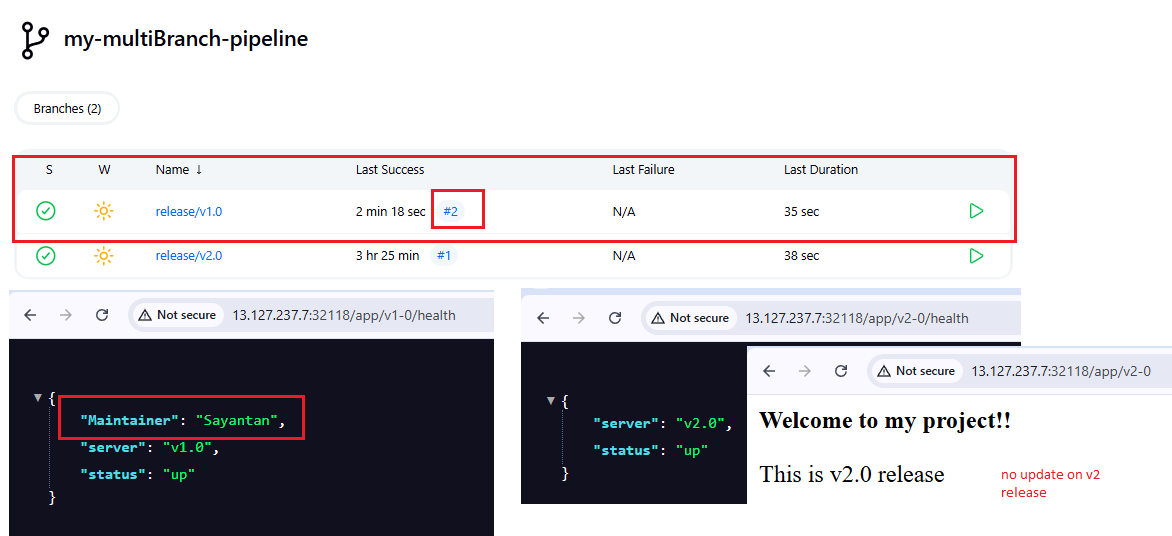 my-multiBranch-pipeline
Branches (2)
S W Name ↓ Last Success Last Failure Last Duration
release/v1.0 2 min 18 sec #2 N/A 35 sec
release/v2.0 3 hr 25 min #1 N/A 38 sec
Not secure 13.127.237.7:32118/app/v1-0/health
{
"Maintainer": "Sayantan",
"server": "v1.0",
"status": "up"
}
Not secure 13.127.237.7:32118/app/v2-0/health
{
"server": "v2.0",
"status": "up"
}
Not secure 13.127.237.7:32118/app/v2-0
Welcome to my project!!
This is v2.0 release
no update on v2
release